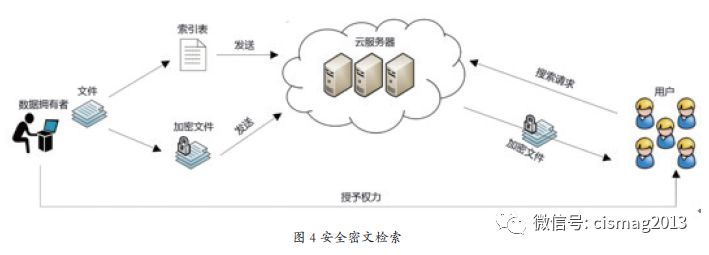 索引表
发送
云服务器
搜索请求
用户
文件
数据拥有者
加密文件
发送
加密文件
授予权力
微信号: cismag2013
图 4 安全密文检索